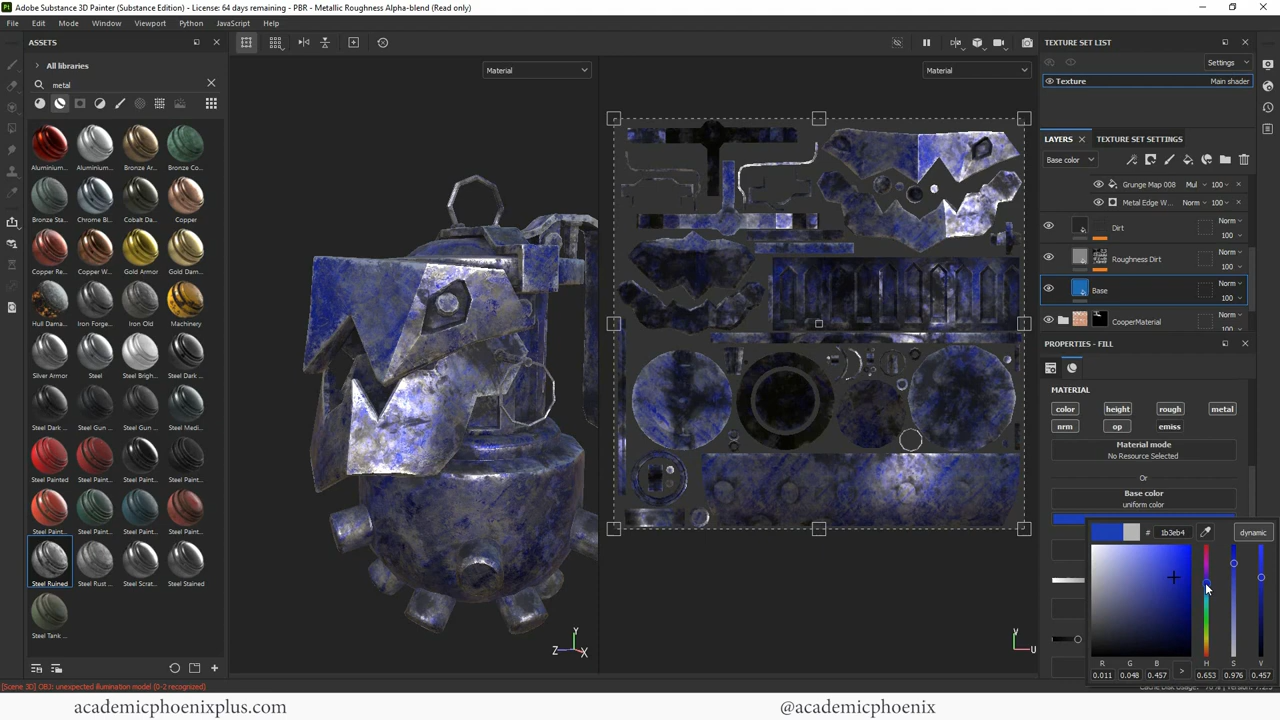 Adobe Substance 3D Painter (Substance Edition) - License: 64 days remaining - PBR - Metallic Roughness Alpha-blend (Read only)
File Edit Mode Window Viewport Python JavaScript Help
ASSETS
All libraries
metal
Aluminium... Aluminium... Bronze Ar... Bronze Co...
Bronze Sta... Chrome Bl... Cobalt Da... Copper
Copper Re... Copper W... Gold Armor Gold Dam...
Hull Dama... Iron Forge... Iron Old Machinery
Silver Armor Steel Steel Brigh... Steel Dark ...
Steel Dark ... Steel Gun ... Steel Gun ... Steel Medi...
Steel Painted Steel Paint... Steel Paint... Steel Paint...
Steel Paint... Steel Paint... Steel Paint... Steel Paint...
Steel Ruined Steel Rust ... Steel Scrat... Steel Stained
Steel Tank ...
Material
Material
Y
Z
X
V
U
TEXTURE SET LIST
Settings
Texture Main shader
LAYERS TEXTURE SET SETTINGS
Base color
Grunge Map 008 Mul 100
Metal Edge W... Norm 100
Dirt Norm 100
Roughness Dirt Norm 100
Base Norm 100
CooperMaterial Norm
PROPERTIES - FILL
MATERIAL
color height rough metal
nrm op emiss
Material mode
No Resource Selected
Or
Base color
uniform color
# 1b3eb4 dynamic
R G B > H S V
0.011 0.048 0.457 0.653 0.976 0.457
[Scene 3D] OBJ: unexpected illumination model (0-2 recognized)
academicphoenixplus.com
@academicphoenix